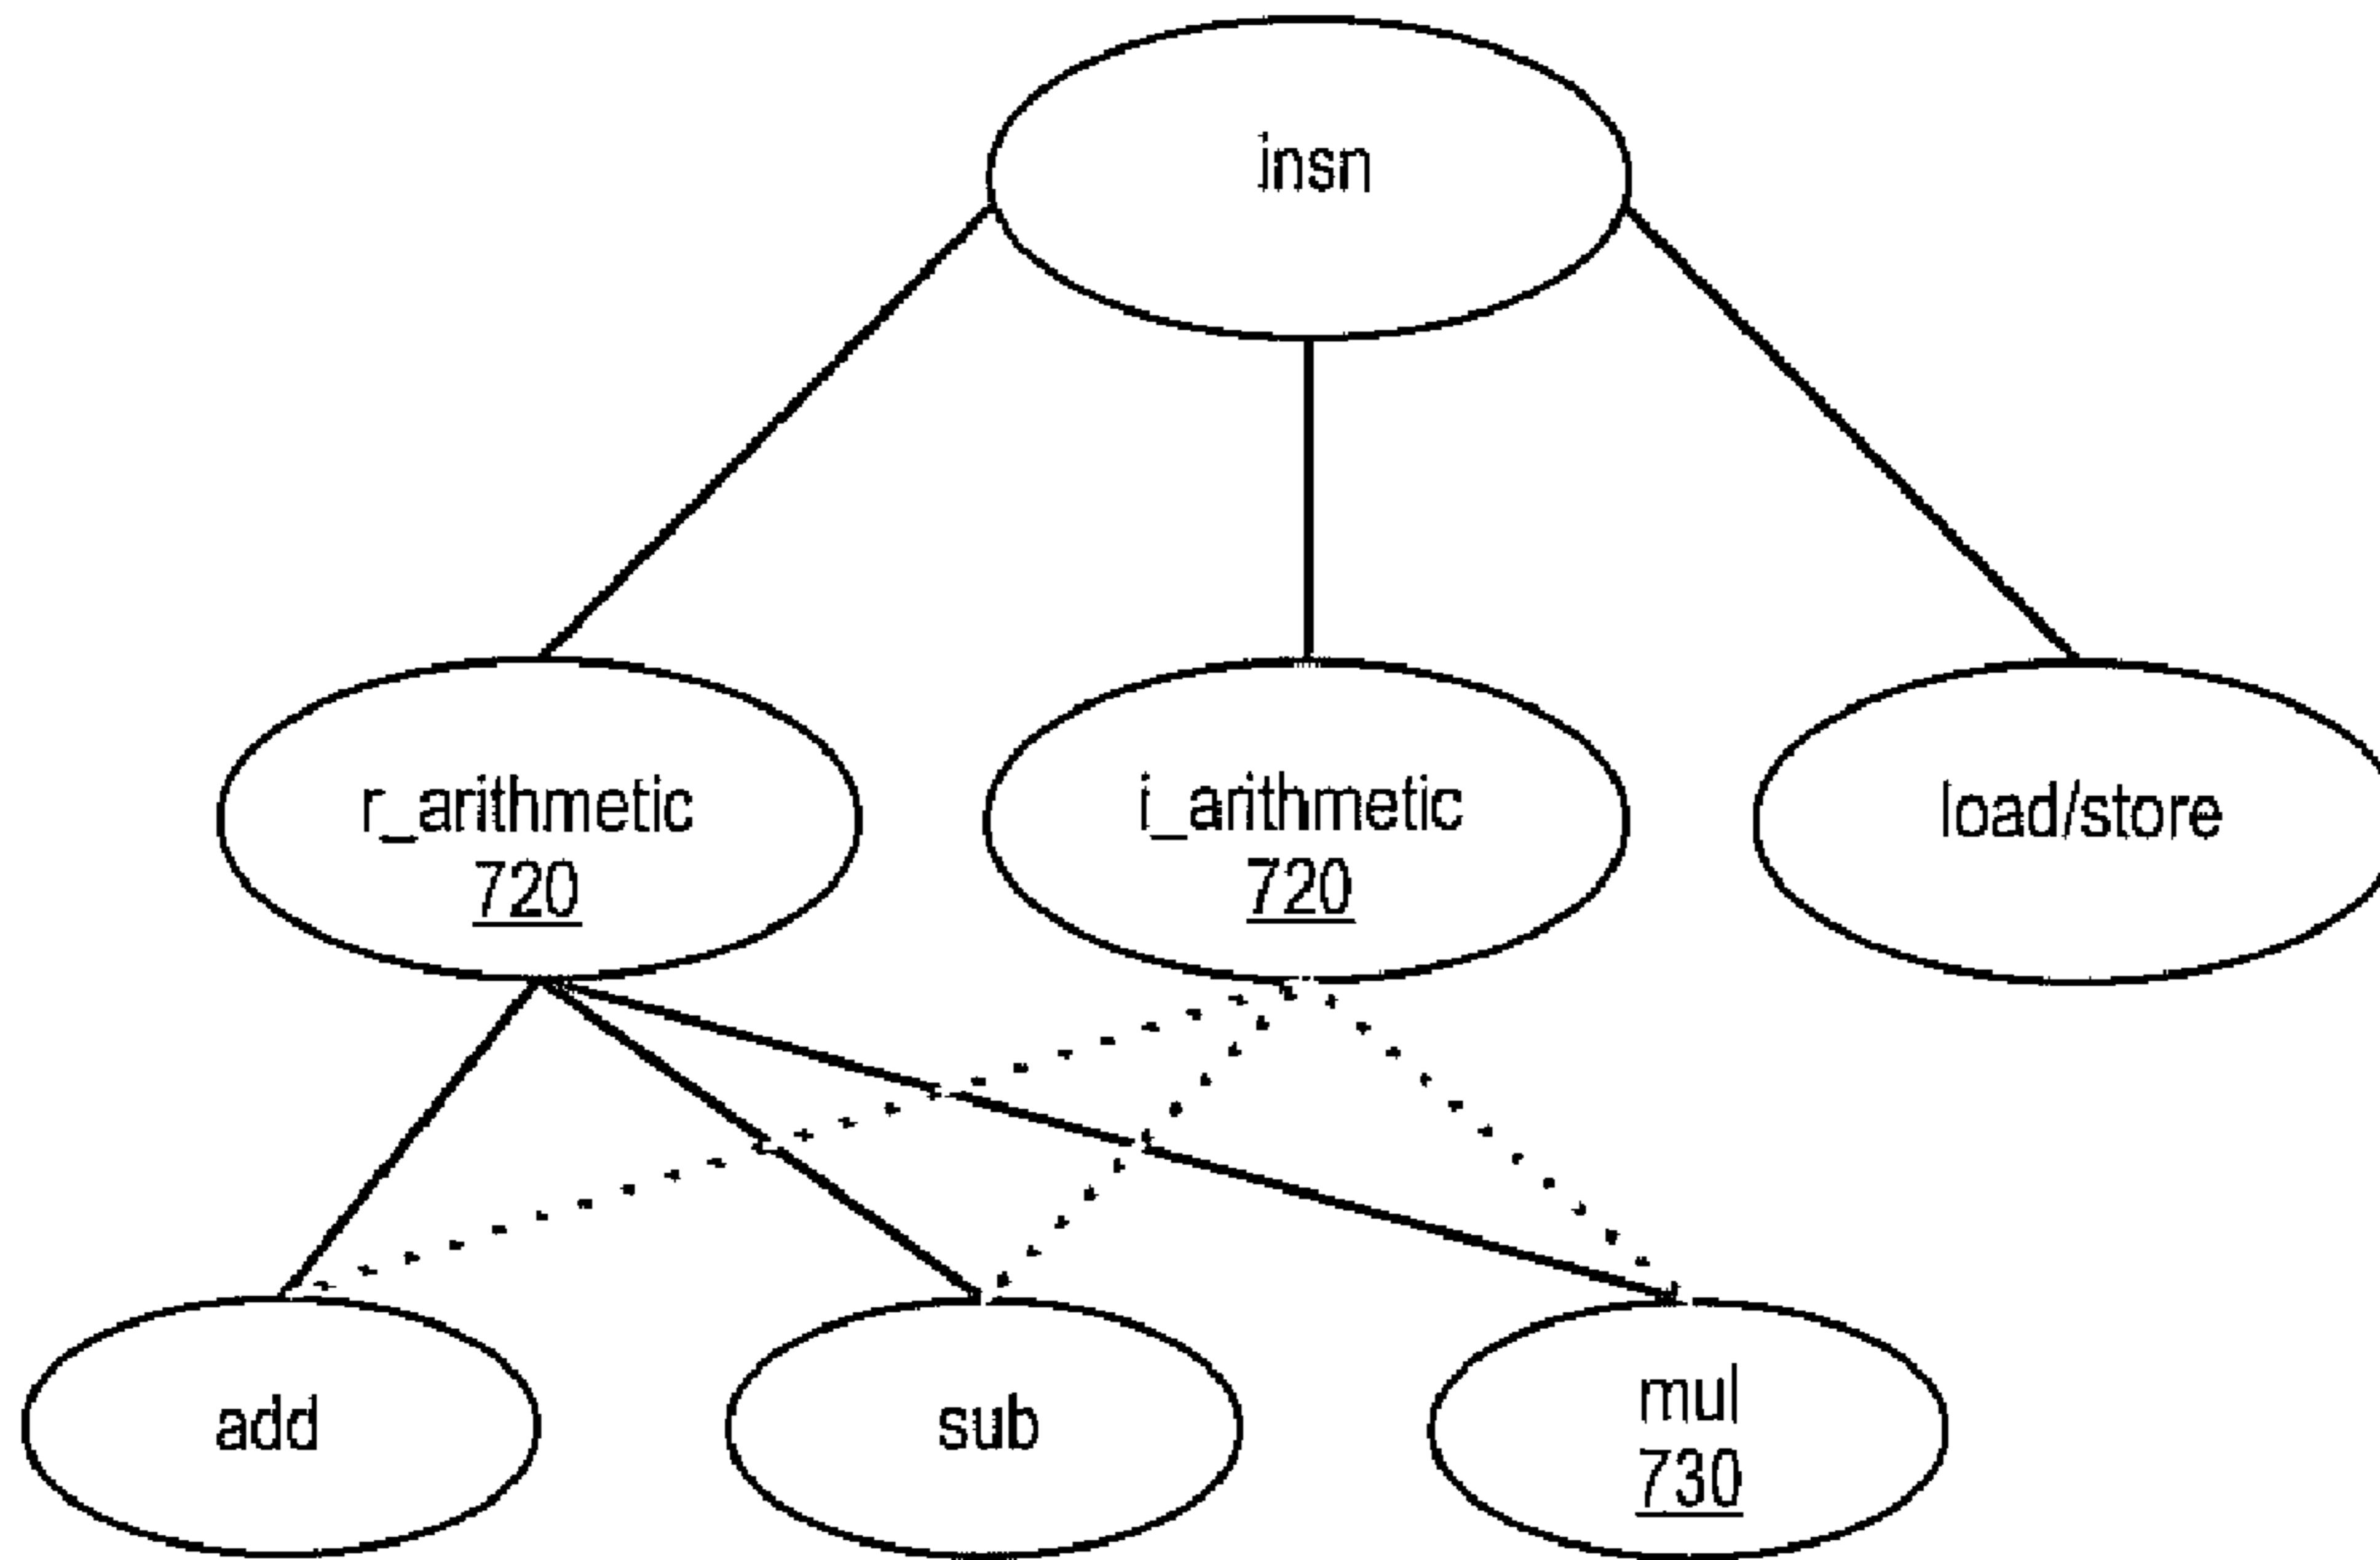 insn
r_arithmetic
720
i_arithmetic
720
load/store
add
sub
mul
730